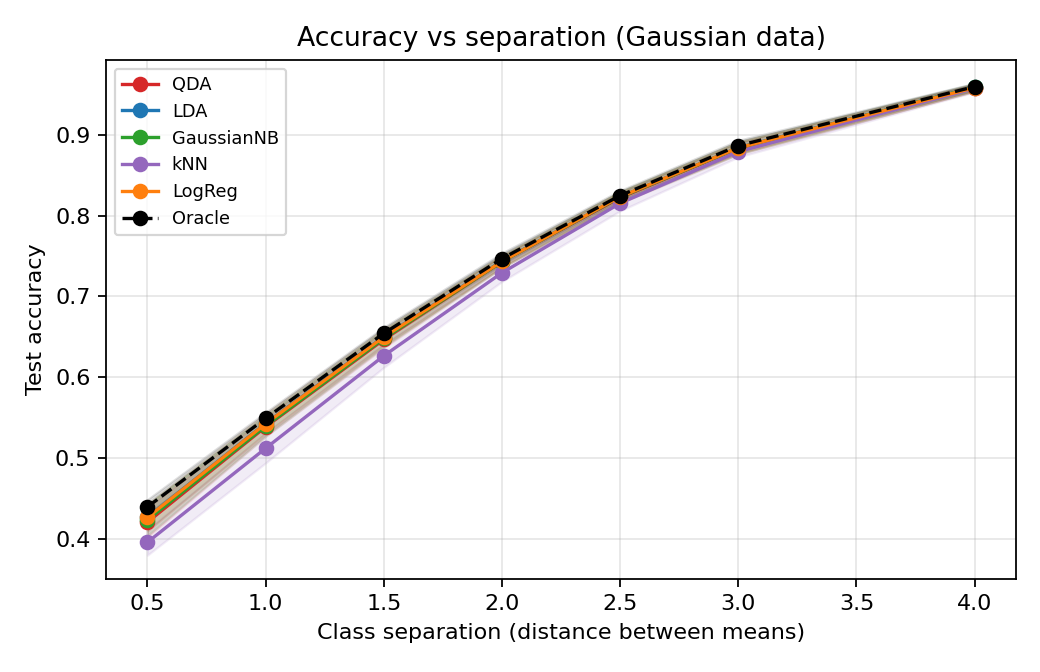 Accuracy vs separation (Gaussian data)
QDA
LDA
GaussianNB
kNN
LogReg
Oracle
Test accuracy
0.9
0.8
0.7
0.6
0.5
0.4
0.5 1.0 1.5 2.0 2.5 3.0 3.5 4.0
Class separation (distance between means)